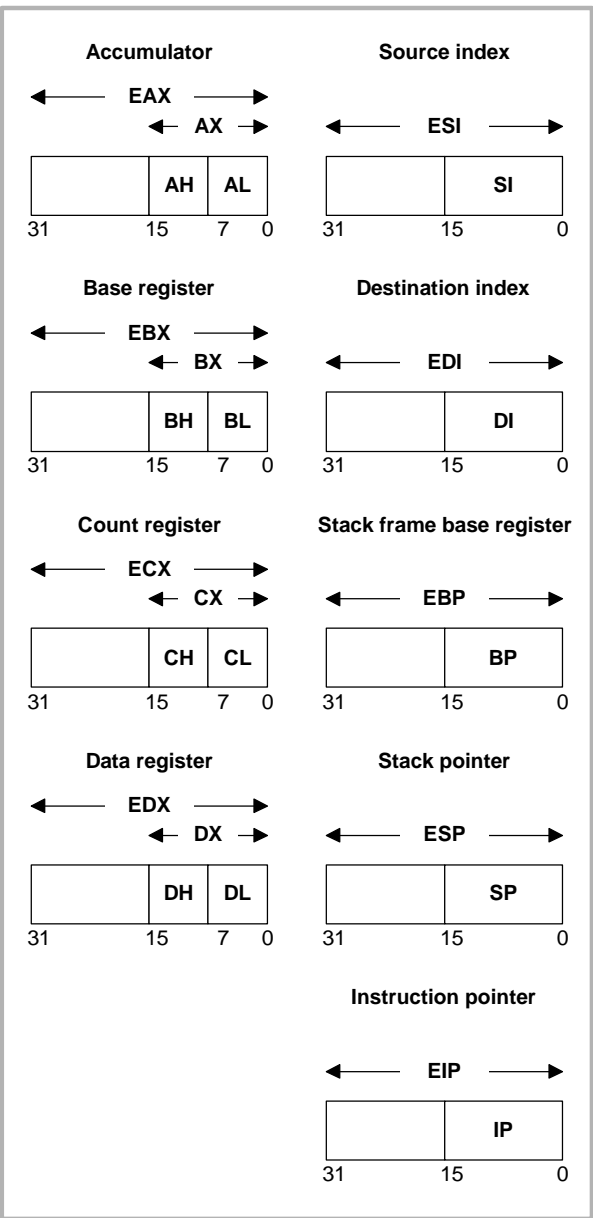 Accumulator
EAX
AX
AH AL
31 15 7 0
Base register
EBX
BX
BH BL
31 15 7 0
Count register
ECX
CX
CH CL
31 15 7 0
Data register
EDX
DX
DH DL
31 15 7 0
Source index
ESI
SI
31 15 0
Destination index
EDI
DI
31 15 0
Stack frame base register
EBP
BP
31 15 0
Stack pointer
ESP
SP
31 15 0
Instruction pointer
EIP
IP
31 15 0